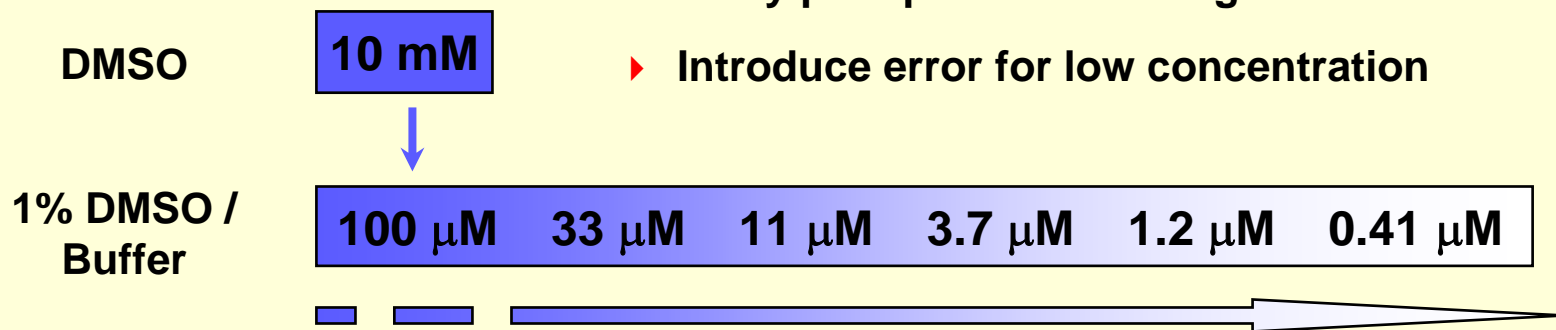 DMSO
10 mM
Introduce error for low concentration
1% DMSO /
Buffer
100 μM 33 μM 11 μM 3.7 μM 1.2 μM 0.41 μM